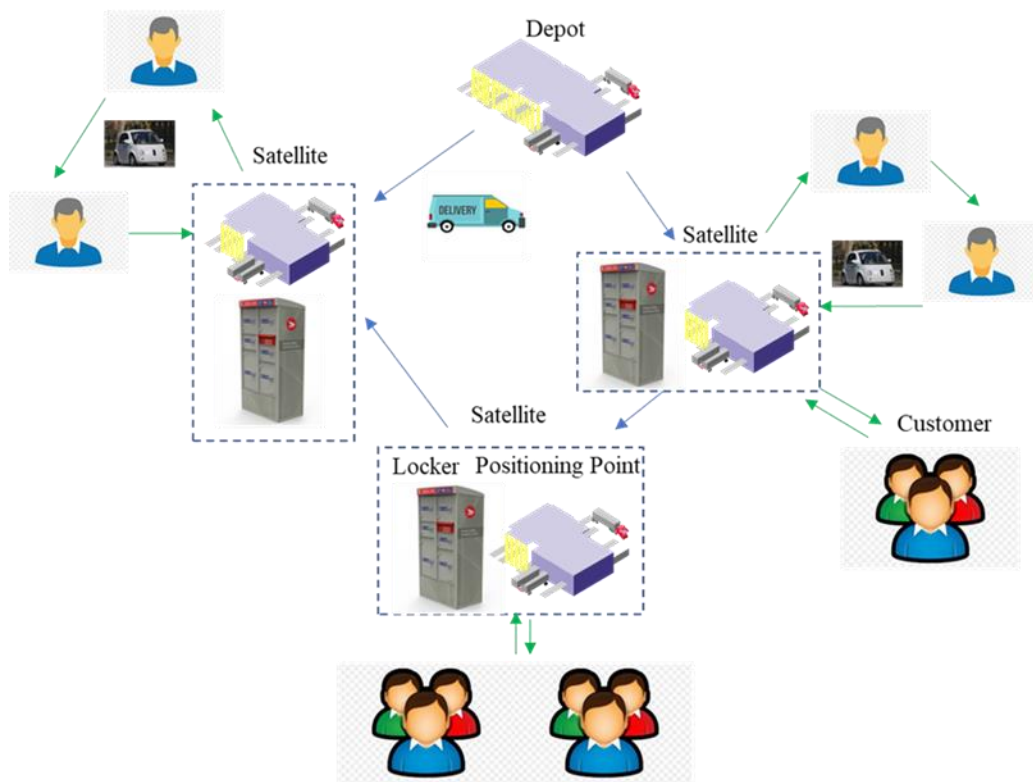 Depot
Satellite
DELIVERY
Satellite
Satellite
Customer
Locker Positioning Point